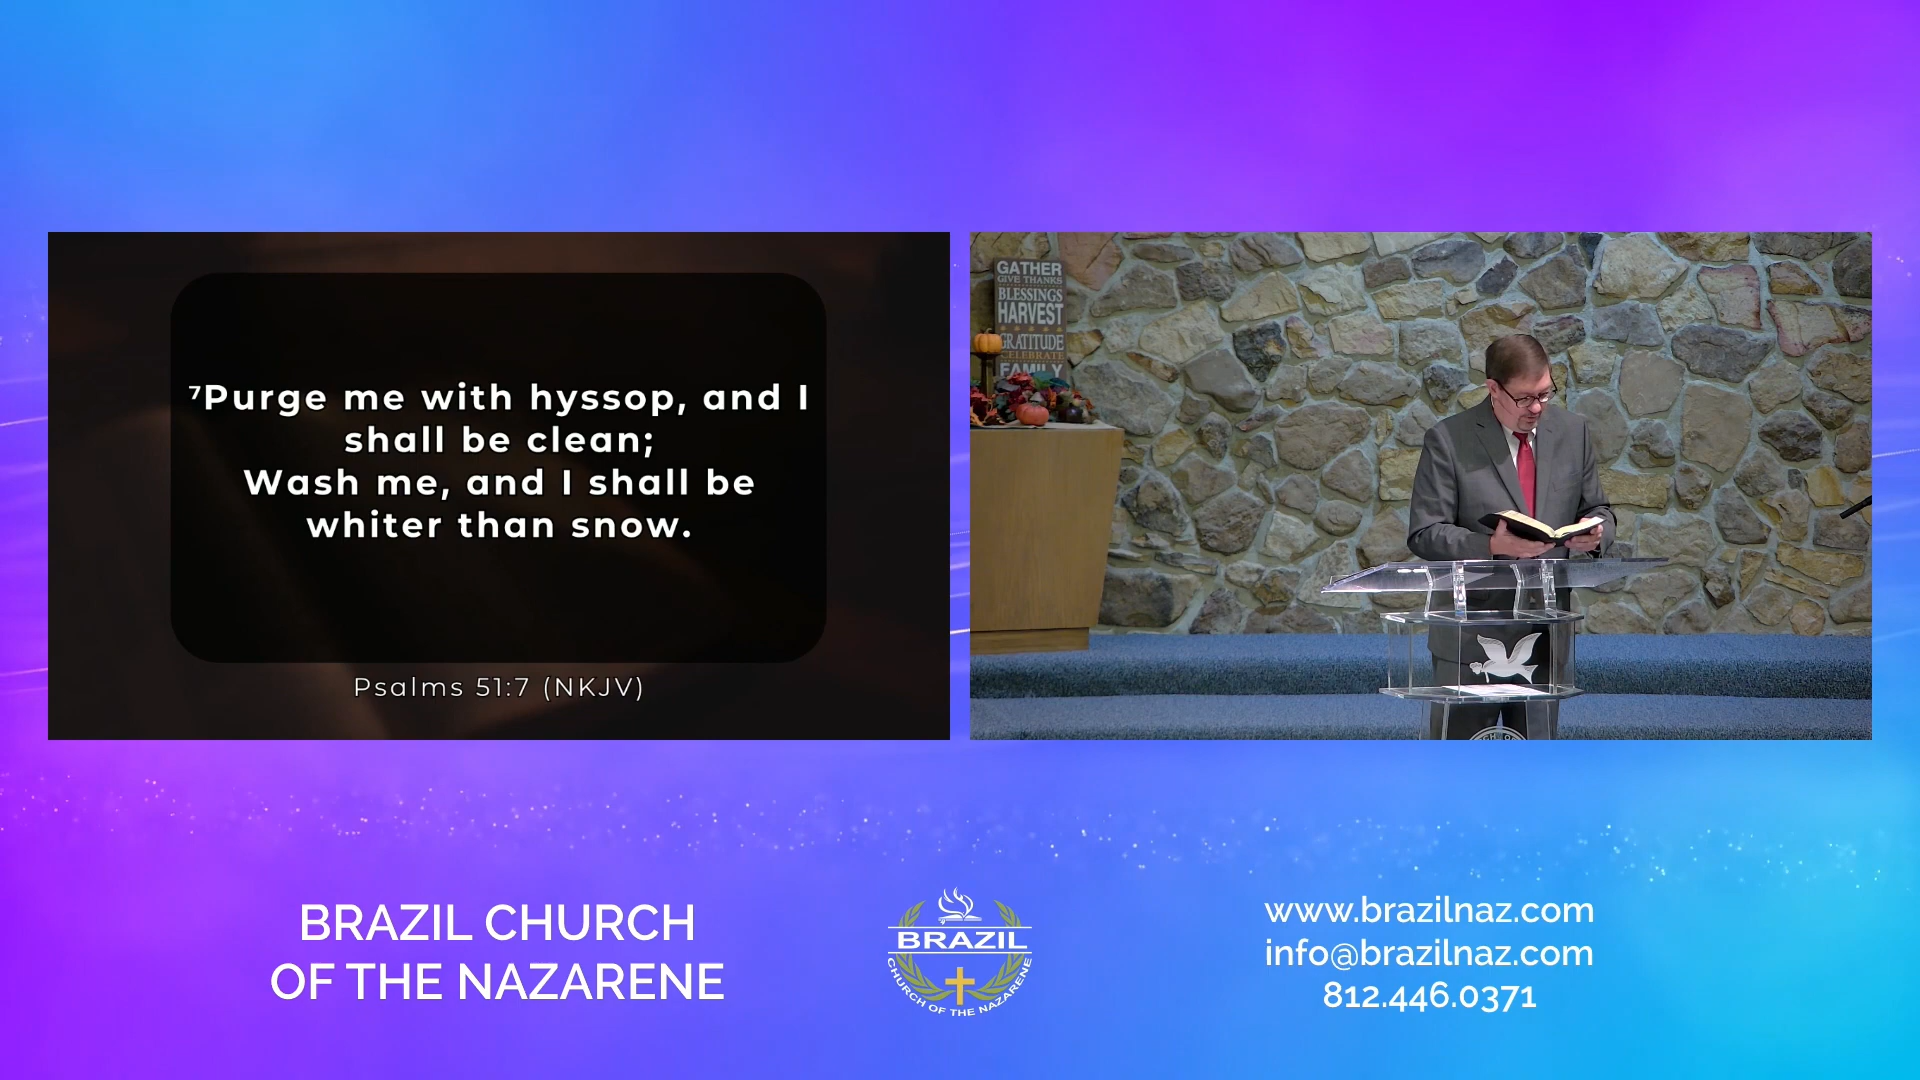 ⁷Purge me with hyssop, and I
shall be clean;
Wash me, and I shall be
whiter than snow.
Psalms 51:7 (NKJV)
GATHER
GIVE THANKS
BLESSINGS
HARVEST
GRATITUDE
CELEBRATE
FAMILY
BRAZIL CHURCH
OF THE NAZARENE
BRAZIL
CHURCH OF THE NAZARENE
www.brazilnaz.com
info@brazilnaz.com
812.446.0371